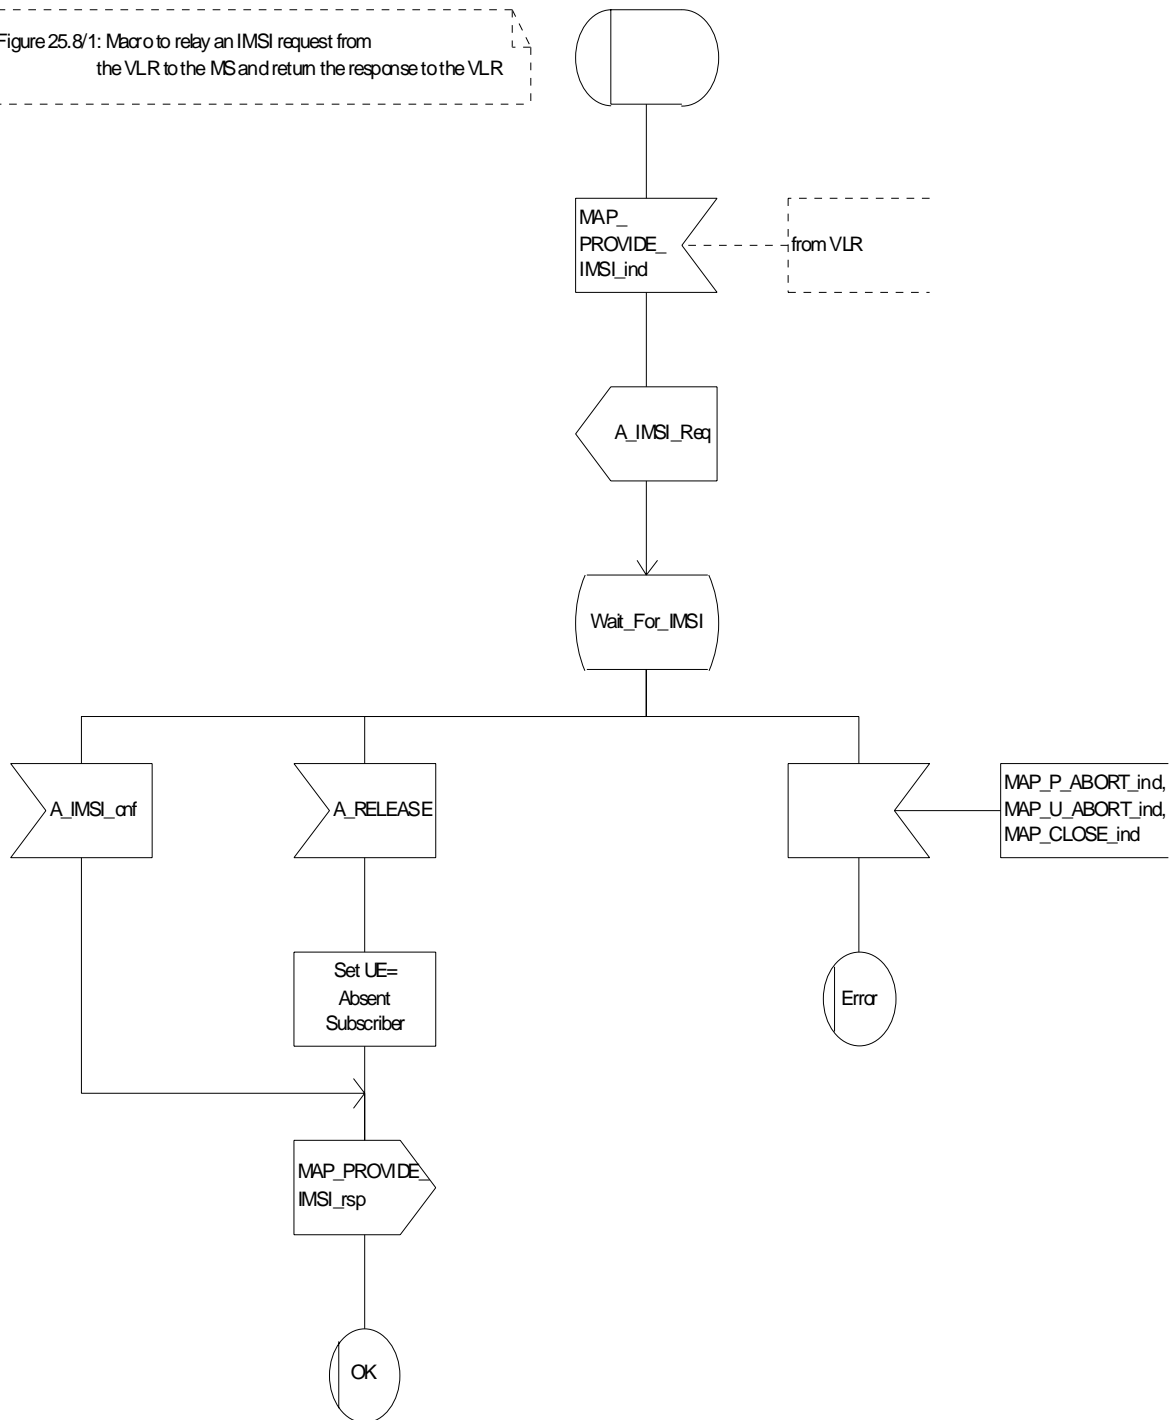 Figure 25.8/1: Macro to relay an IMSI request from
the VLR to the MS and return the response to the VLR
MAP_
PROVIDE_
IMSI_ind
from VLR
A_IMSI_Req
Wait_For_IMSI
A_IMSI_cnf
A_RELEASE
MAP_P_ABORT_ind,
MAP_U_ABORT_ind,
MAP_CLOSE_ind
Set UE=
Absent
Subscriber
Error
MAP_PROVIDE_
IMSI_rsp
OK